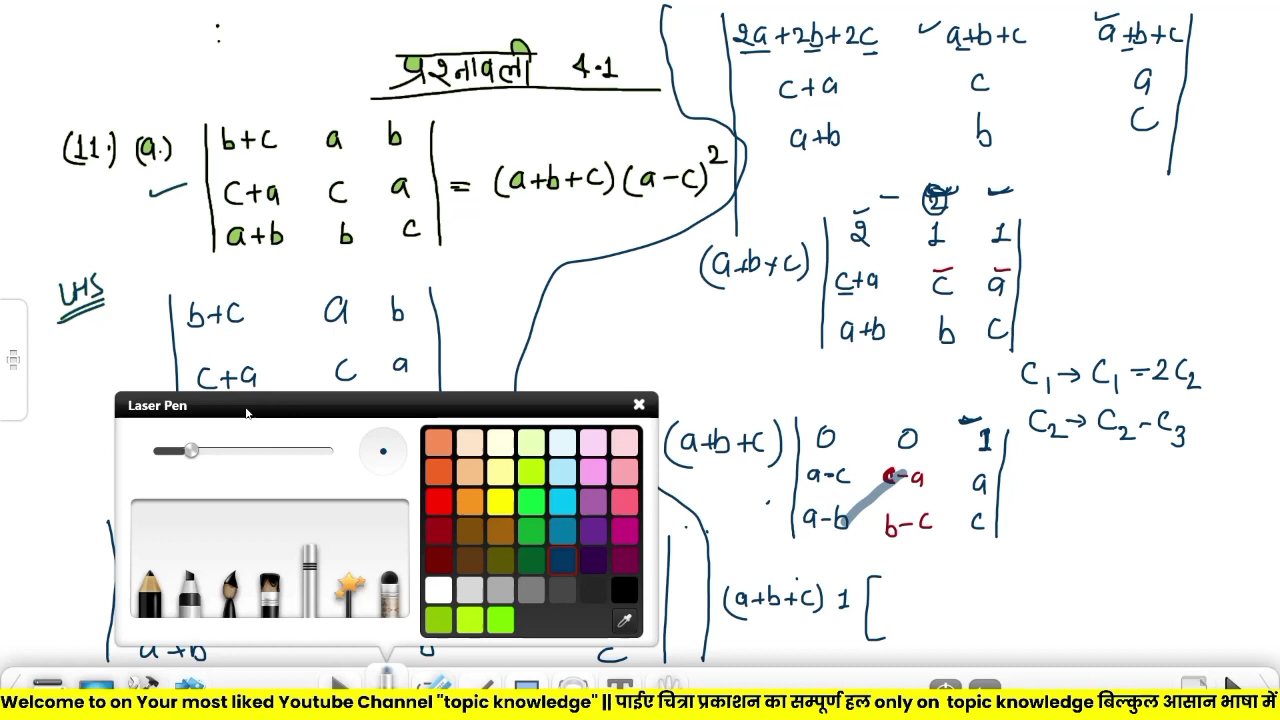 प्रश्नावली 4.1
(11.) (a.) | b+c a b |
| c+a c a | = (a+b+c) (a-c)²
| a+b b c |
LHS
| b+c a b |
| c+a c a |
a+b b c
| 2a+2b+2c a+b+c a+b+c |
| c+a c a |
| a+b b c |
2
| 2 1 1 |
(a+b+c) | c+a c a |
| a+b b c |
C₁ → C₁ = 2C₂
C₂ → C₂ - C₃
(a+b+c) | 0 0 1 |
| a-c c-a a |
| a-b b-c c |
(a+b+c) 1 [
Laser Pen
Welcome to on Your most liked Youtube Channel "topic knowledge" || पाईए चित्रा प्रकाशन का सम्पूर्ण हल only on topic knowledge बिल्कुल आसान भाषा में